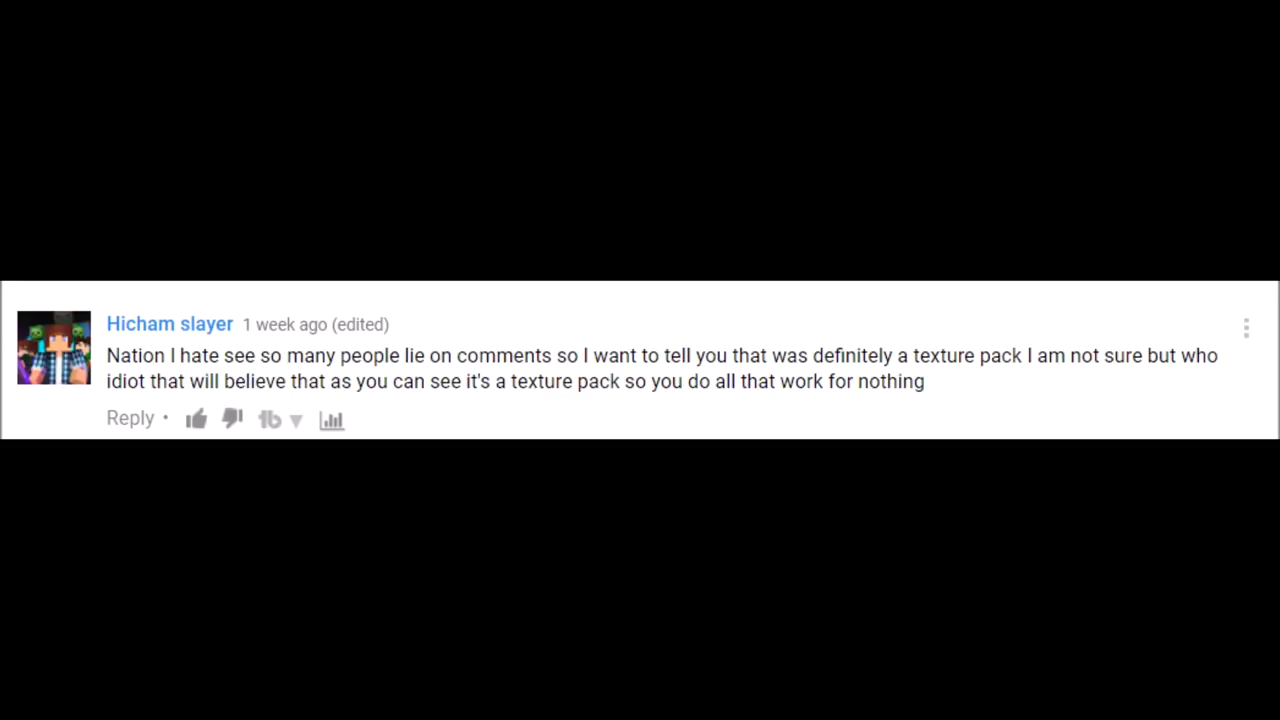 Hicham slayer 1 week ago (edited)
Nation I hate see so many people lie on comments so I want to tell you that was definitely a texture pack I am not sure but who
idiot that will believe that as you can see it's a texture pack so you do all that work for nothing
Reply •